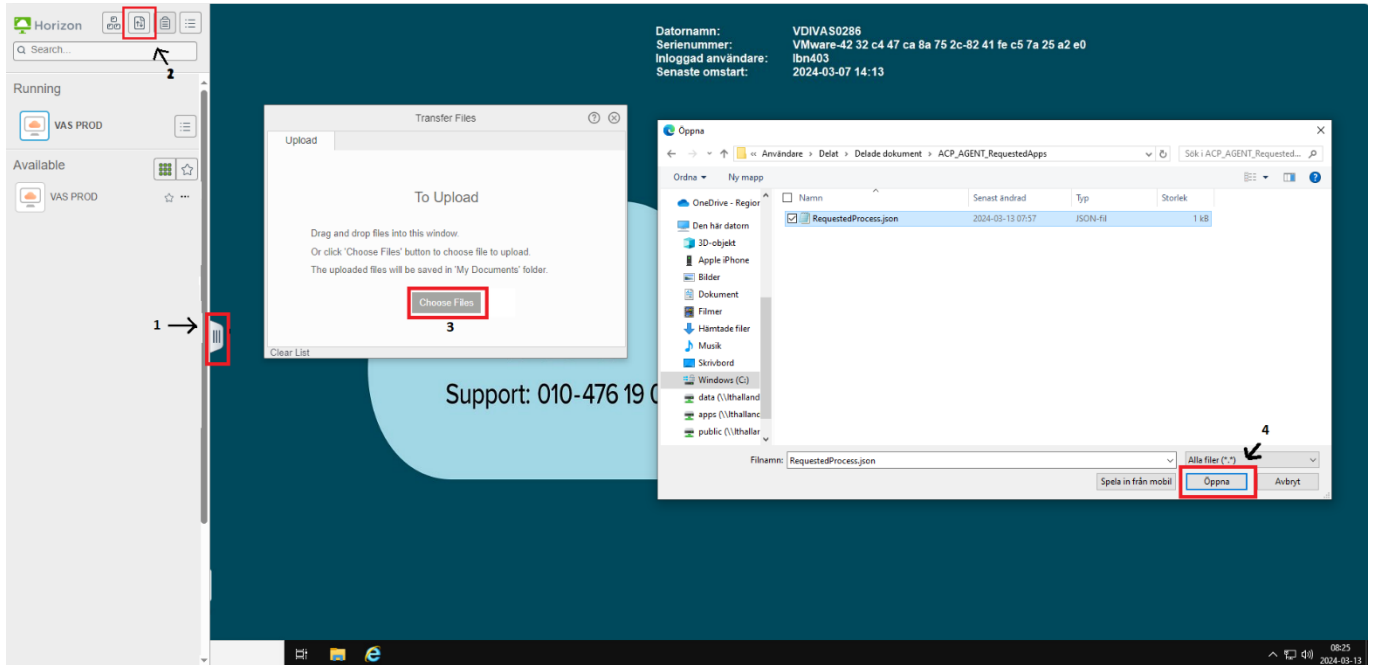 Horizon
Search...
2
Running
VAS PROD
Available
VAS PROD
1
Datornamn: VDIVAS0286
Serienummer: VMware-42 32 c4 47 ca 8a 75 2c-82 41 fe c5 7a 25 a2 e0
Inloggad användare: lbn403
Senaste omstart: 2024-03-07 14:13
Transfer Files
Upload
To Upload
Drag and drop files into this window.
Or click 'Choose Files' button to choose file to upload.
The uploaded files will be saved in 'My Documents' folder.
Choose Files
3
Clear List
Support: 010-476 19
Öppna
« Användare > Delat > Delade dokument > ACP_AGENT_RequestedApps
Sök i ACP_AGENT_Requested...
Ordna Ny mapp
Namn Senast ändrad Typ Storlek
RequestedProcess.json 2024-03-13 07:57 JSON-fil 1 kB
OneDrive - Region
Den här datorn
3D-objekt
Apple iPhone
Bilder
Dokument
Filmer
Hämtade filer
Musik
Skrivbord
Windows (C:)
data (\\lthalland
apps (\\lthalland
public (\\lthallar
4
Filnamn: RequestedProcess.json Alla filer (*.*)
Spela in från mobil Öppna Avbryt
08:25
2024-03-13